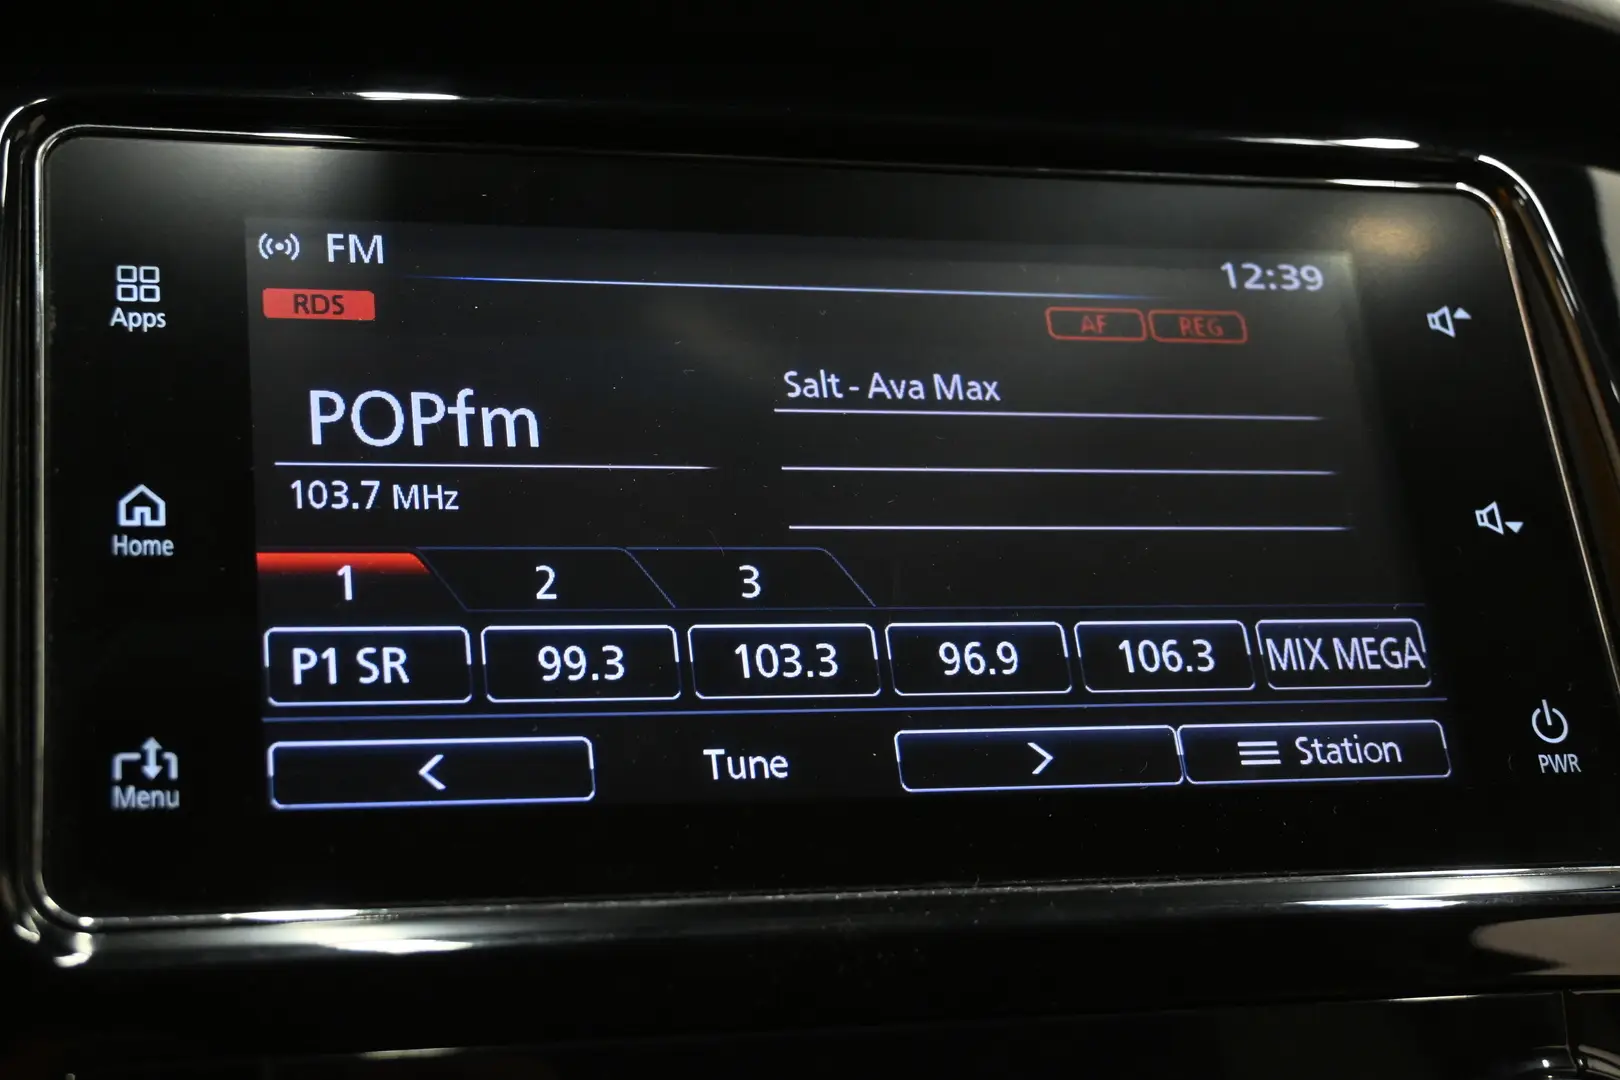 FM
12:39
RDS
AF REG
Apps
POPfm
Salt - Ava Max
103.7 MHz
Home
1 2 3
P1 SR 99.3 103.3 96.9 106.3 MIX MEGA
< Tune > Station
Menu
PWR